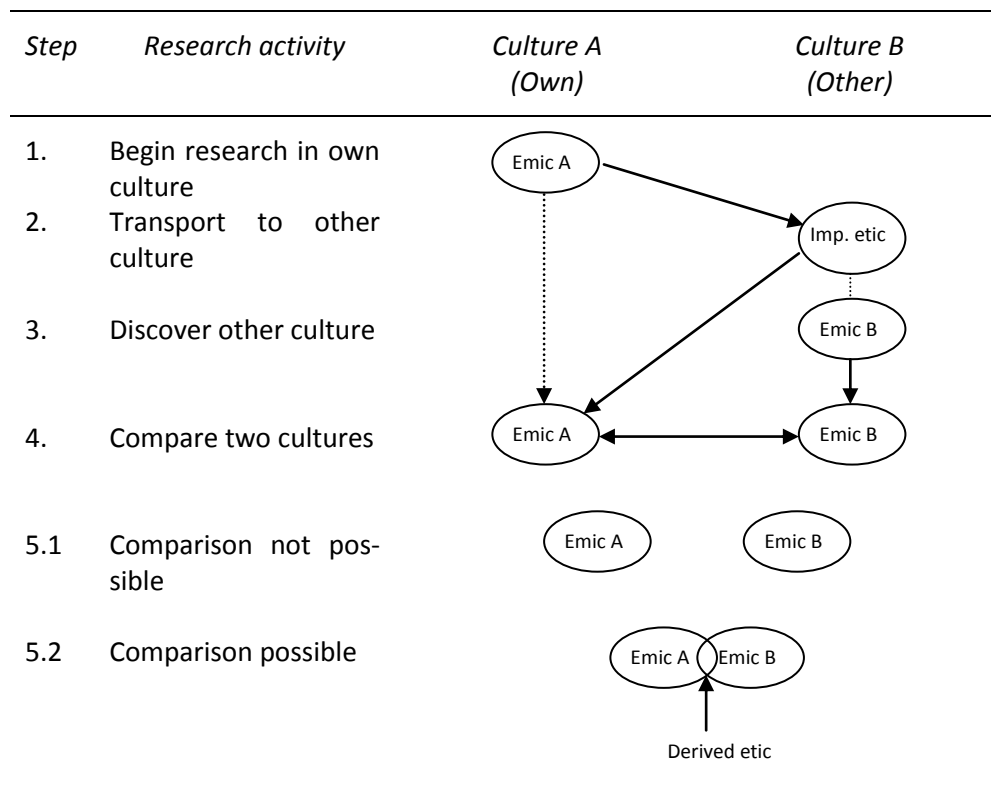 Step Research activity Culture A Culture B
(Own) (Other)
1. Begin research in own Emic A
culture
2. Transport to other Imp. etic
culture
3. Discover other culture Emic B
4. Compare two cultures Emic A Emic B
5.1 Comparison not pos- Emic A Emic B
sible
5.2 Comparison possible Emic A Emic B
Derived etic